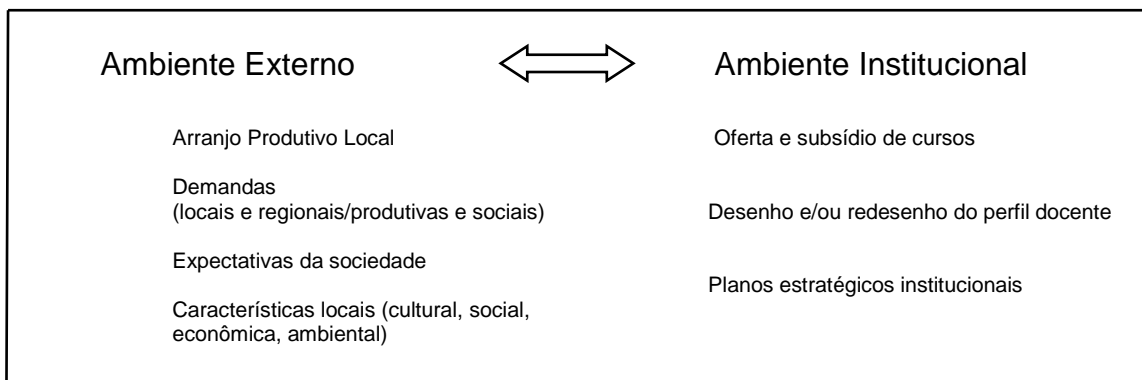 Ambiente Externo
Arranjo Produtivo Local
Demandas
(locais e regionais/produtivas e sociais)
Expectativas da sociedade
Características locais (cultural, social,
econômica, ambiental)
Ambiente Institucional
Oferta e subsídio de cursos
Desenho e/ou redesenho do perfil docente
Planos estratégicos institucionais